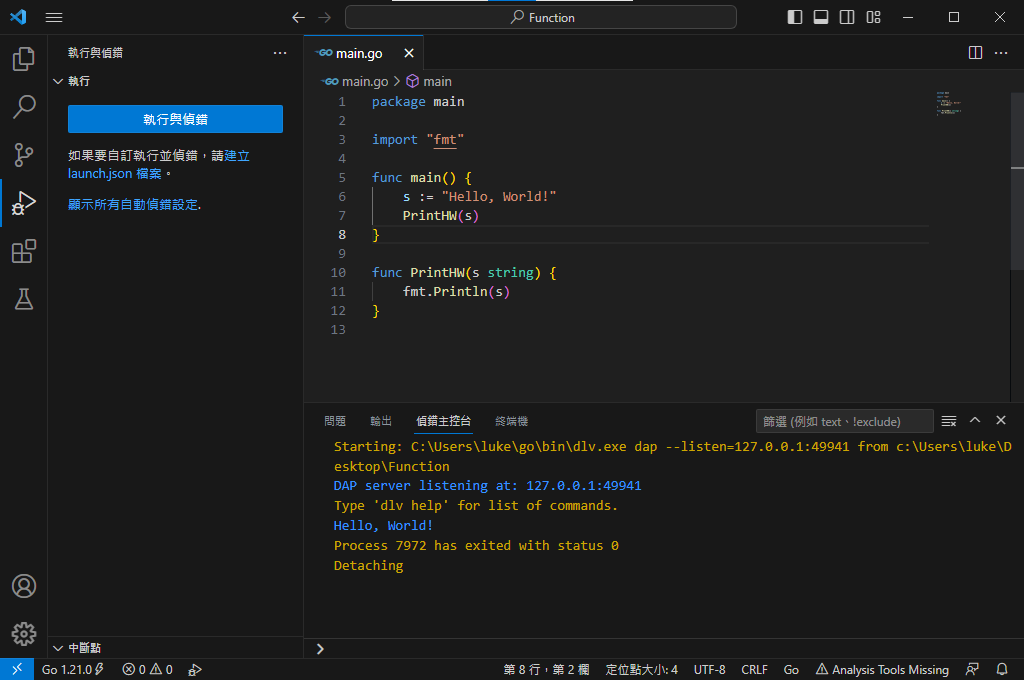 Function
執行與偵錯
執行
執行與偵錯
如果要自訂執行並偵錯，請建立
launch.json 檔案。
顯示所有自動偵錯設定.
中斷點
main.go
main.go > main
1 package main
2
3 import "fmt"
4
5 func main() {
6 s := "Hello, World!"
7 PrintHW(s)
8 }
9
10 func PrintHW(s string) {
11 fmt.Println(s)
12 }
13
問題 輸出 偵錯主控台 終端機 篩選 (例如 text、!exclude)
Starting: C:\Users\luke\go\bin\dlv.exe dap --listen=127.0.0.1:49941 from c:\Users\luke\D
esktop\Function
DAP server listening at: 127.0.0.1:49941
Type 'dlv help' for list of commands.
Hello, World!
Process 7972 has exited with status 0
Detaching
Go 1.21.0 0 0 第 8 行，第 2 欄 定位點大小: 4 UTF-8 CRLF Go Analysis Tools Missing